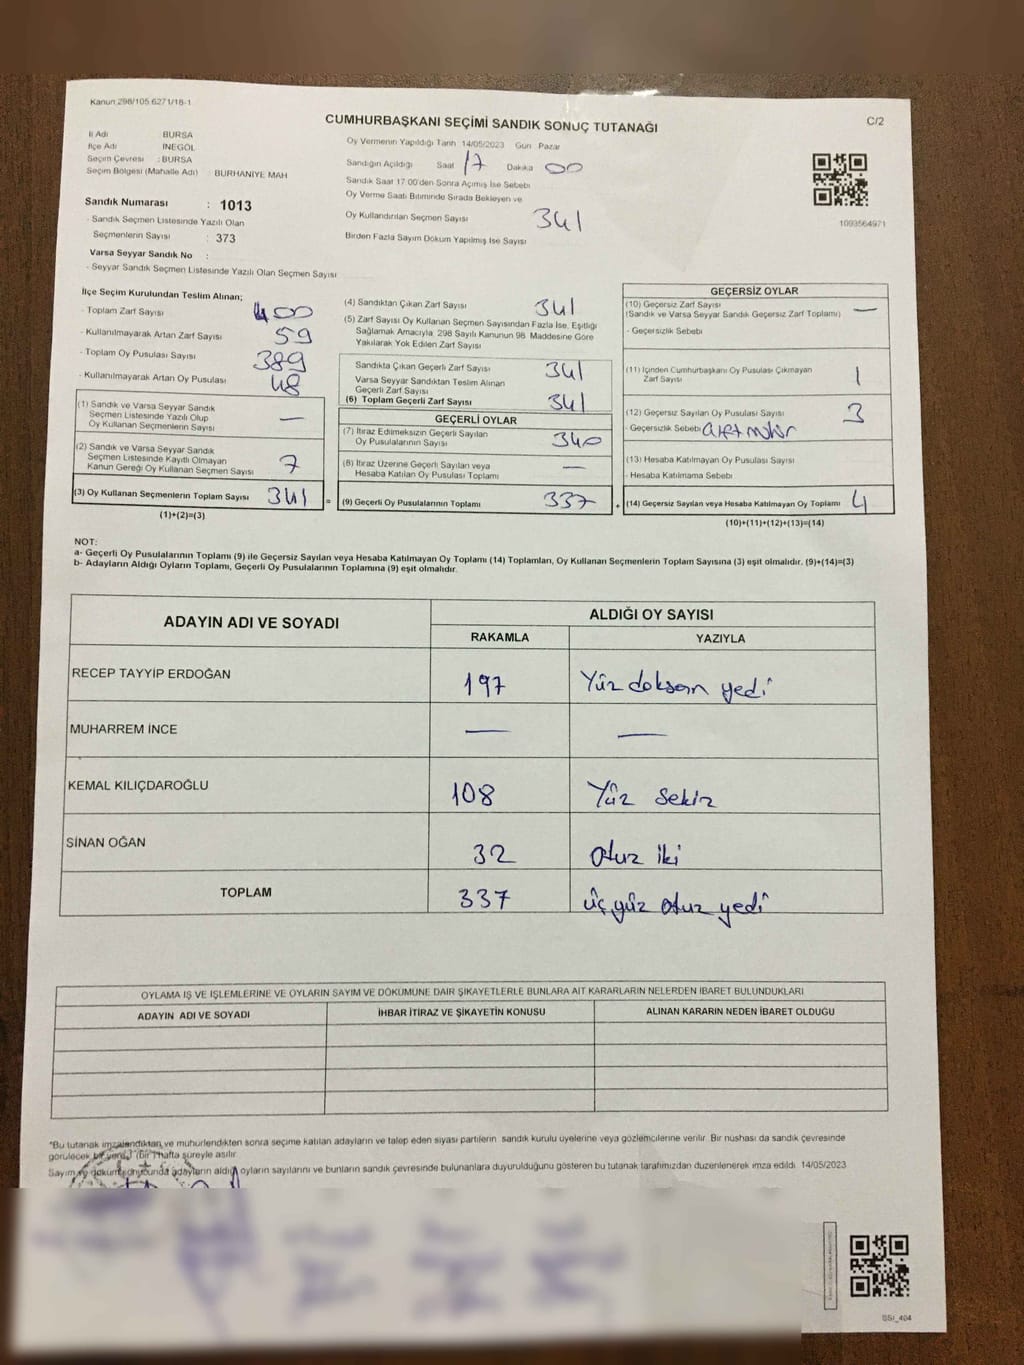 Kanun 298/105 6271/18-1
CUMHURBAŞKANI SEÇİMİ SANDIK SONUÇ TUTANAĞI
C/2
İl Adı BURSA
İlçe Adı İNEGÖL
Seçim Çevresi : BURSA
Seçim Bölgesi (Mahalle Adı) : BURHANİYE MAH
Sandık Numarası : 1013
- Sandık Seçmen Listesinde Yazılı Olan
Seçmenlerin Sayısı : 373
Varsa Seyyar Sandık No :
- Seyyar Sandık Seçmen Listesinde Yazılı Olan Seçmen Sayısı
Oy Vermenin Yapıldığı Tarih 14/05/2023 Gün Pazar
Sandığın Açıldığı Saat 17 Dakika 00
Sandık Saat 17.00'den Sonra Açımış İse Sebebi
Oy Verme Saati Bitiminde Sırada Bekleyen ve
Oy Kullandırılan Seçmen Sayısı 341
Birden Fazla Sayım Döküm Yapılmış İse Sayısı
1093564971
İlçe Seçim Kurulundan Teslim Alınan;
- Toplam Zarf Sayısı 400
- Kullanılmayarak Artan Zarf Sayısı 59
- Toplam Oy Pusulası Sayısı 389
- Kullanılmayarak Artan Oy Pusulası 48
(1) Sandık ve Varsa Seyyar Sandık
Seçmen Listesinde Yazılı Olup
Oy Kullanan Seçmenlerin Sayısı —
(2) Sandık ve Varsa Seyyar Sandık
Seçmen Listesinde Kayıtlı Olmayan
Kanun Gereği Oy Kullanan Seçmen Sayısı 7
(3) Oy Kullanan Seçmenlerin Toplam Sayısı 341 =
(1)+(2)=(3)
(4) Sandıktan Çıkan Zarf Sayısı 341
(5) Zarf Sayısı Oy Kullanan Seçmen Sayısından Fazla İse, Eşitliği
Sağlamak Amacıyla, 298 Sayılı Kanunun 98. Maddesine Göre
Yakılarak Yok Edilen Zarf Sayısı
Sandıkta Çıkan Geçerli Zarf Sayısı 341
Varsa Seyyar Sandıktan Teslim Alınan
Geçerli Zarf Sayısı
(6) Toplam Geçerli Zarf Sayısı 341
GEÇERLİ OYLAR
(7) İtiraz Edilmeksizin Geçerli Sayılan
Oy Pusulalarının Sayısı 340
(8) İtiraz Üzerine Geçerli Sayılan veya
Hesaba Katılan Oy Pusulası Toplamı —
(9) Geçerli Oy Pusulalarının Toplamı 337 +
GEÇERSİZ OYLAR
(10) Geçersiz Zarf Sayısı
(Sandık ve Varsa Seyyar Sandık Geçersiz Zarf Toplamı) —
- Geçersizlik Sebebi
(11) İçinden Cumhurbaşkanı Oy Pusulası Çıkmayan
Zarf Sayısı 1
(12) Geçersiz Sayılan Oy Pusulası Sayısı 3
- Geçersizlik Sebebi
(13) Hesaba Katılmayan Oy Pusulası Sayısı
- Hesaba Katılmama Sebebi
(14) Geçersiz Sayılan veya Hesaba Katılmayan Oy Toplamı 4
(10)+(11)+(12)+(13)=(14)
NOT:
a- Geçerli Oy Pusulalarının Toplamı (9) ile Geçersiz Sayılan veya Hesaba Katılmayan Oy Toplamı (14) Toplamları, Oy Kullanan Seçmenlerin Toplam Sayısına (3) eşit olmalıdır. (9)+(14)=(3)
b- Adayların Aldığı Oyların Toplamı, Geçerli Oy Pusulalarının Toplamına (9) eşit olmalıdır.
ADAYIN ADI VE SOYADI ALDIĞI OY SAYISI
RAKAMLA YAZIYLA
RECEP TAYYİP ERDOĞAN 197 Yüz doksan yedi
MUHARREM İNCE — —
KEMAL KILIÇDAROĞLU 108 Yüz sekiz
SİNAN OĞAN 32 otuz iki
TOPLAM 337 üç yüz otuz yedi
OYLAMA İŞ VE İŞLEMLERİNE VE OYLARIN SAYIM VE DÖKÜMÜNE DAİR ŞİKAYETLERLE BUNLARA AİT KARARLARIN NELERDEN İBARET BULUNDUKLARI
ADAYIN ADI VE SOYADI İHBAR İTİRAZ VE ŞİKAYETİN KONUSU ALINAN KARARIN NEDEN İBARET OLDUĞU
*Bu tutanak imzalandıktan ve mühürlendikten sonra seçime katılan adayların ve talep eden siyasi partilerin sandık kurulu üyelerine veya gözlemcilerine verilir. Bir nüshası da sandık çevresinde
görülecek bir yere (bir) hafta süreyle asılır.
Sayım ve döküm sonucunda adayların aldığı oyların sayılarını ve bunların sandık çevresinde bulunanlara duyurulduğunu gösteren bu tutanak tarafımızdan düzenlenerek imza edildi. 14/05/2023
SSI_404